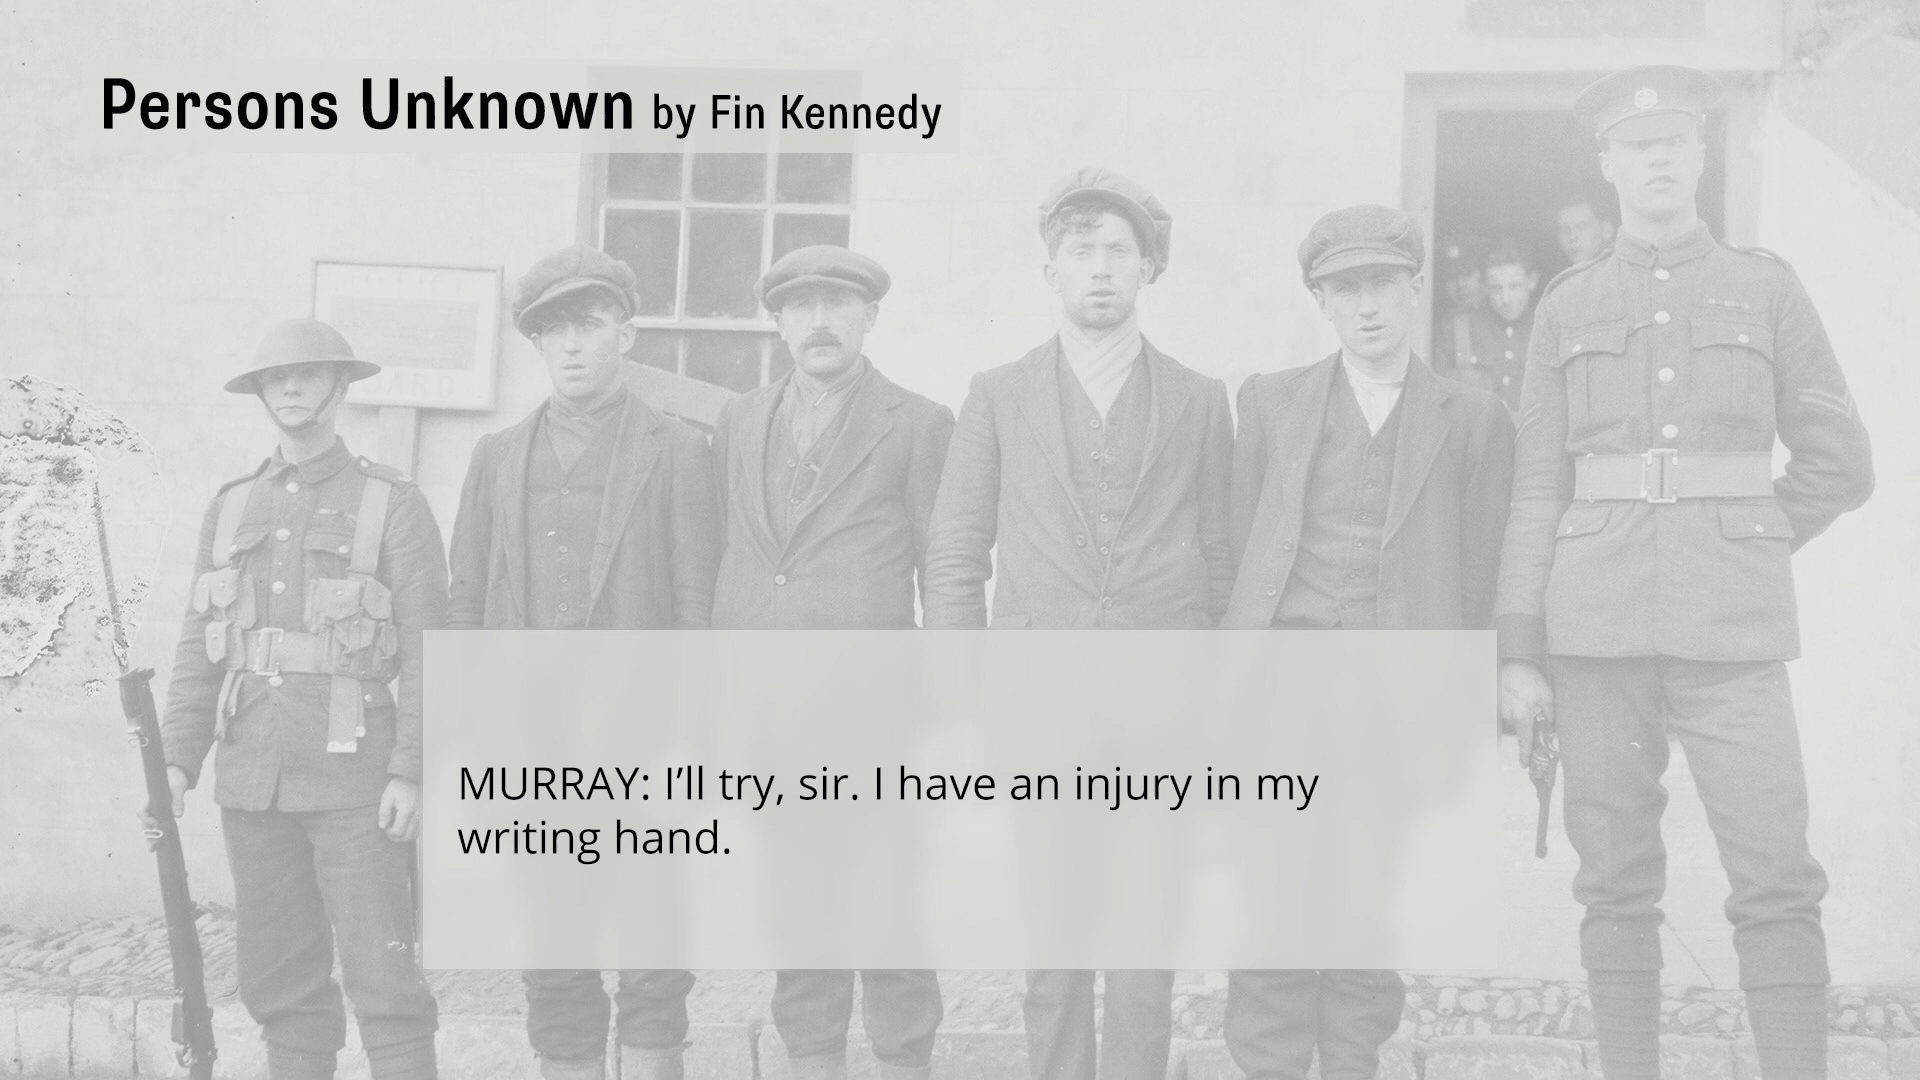 Persons Unknown by Fin Kennedy
MURRAY: I’ll try, sir. I have an injury in my
writing hand.